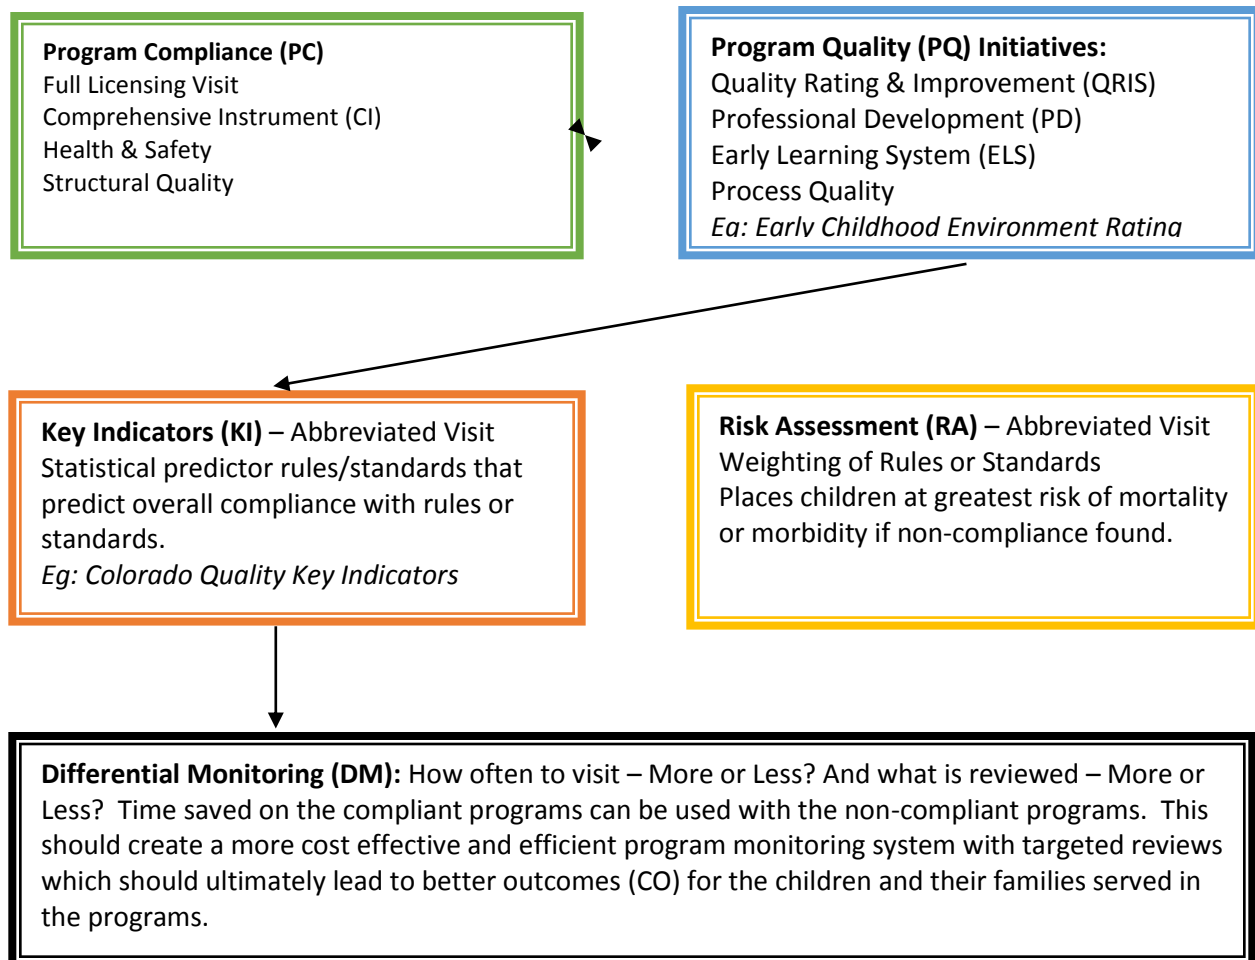 Program Compliance (PC)
Full Licensing Visit
Comprehensive Instrument (CI)
Health & Safety
Structural Quality
Program Quality (PQ) Initiatives:
Quality Rating & Improvement (QRIS)
Professional Development (PD)
Early Learning System (ELS)
Process Quality
Eg: Early Childhood Environment Rating
Key Indicators (KI) – Abbreviated Visit
Statistical predictor rules/standards that
predict overall compliance with rules or
standards.
Eg: Colorado Quality Key Indicators
Risk Assessment (RA) – Abbreviated Visit
Weighting of Rules or Standards
Places children at greatest risk of mortality
or morbidity if non-compliance found.
Differential Monitoring (DM): How often to visit – More or Less? And what is reviewed – More or
Less?  Time saved on the compliant programs can be used with the non-compliant programs.  This
should create a more cost effective and efficient program monitoring system with targeted reviews
which should ultimately lead to better outcomes (CO) for the children and their families served in
the programs.